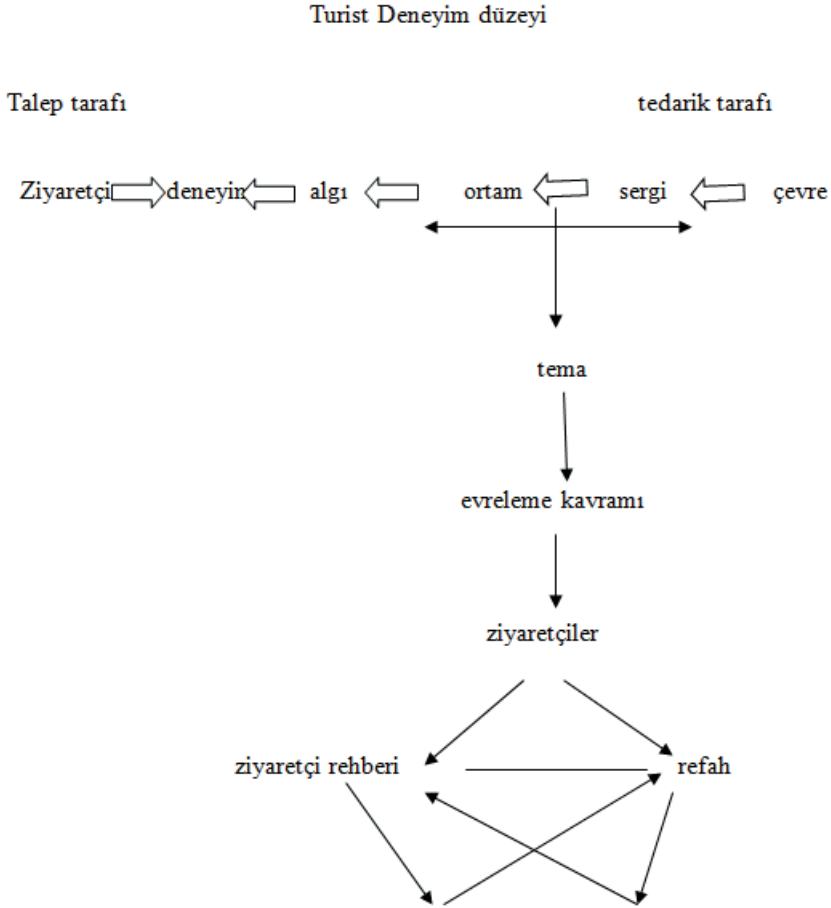 Turist Deneyim düzeyi
Talep tarafı tedarik tarafı
Ziyaretçi deneyin algı ortam sergi çevre
tema
evreleme kavramı
ziyaretçiler
ziyaretçi rehberi refah